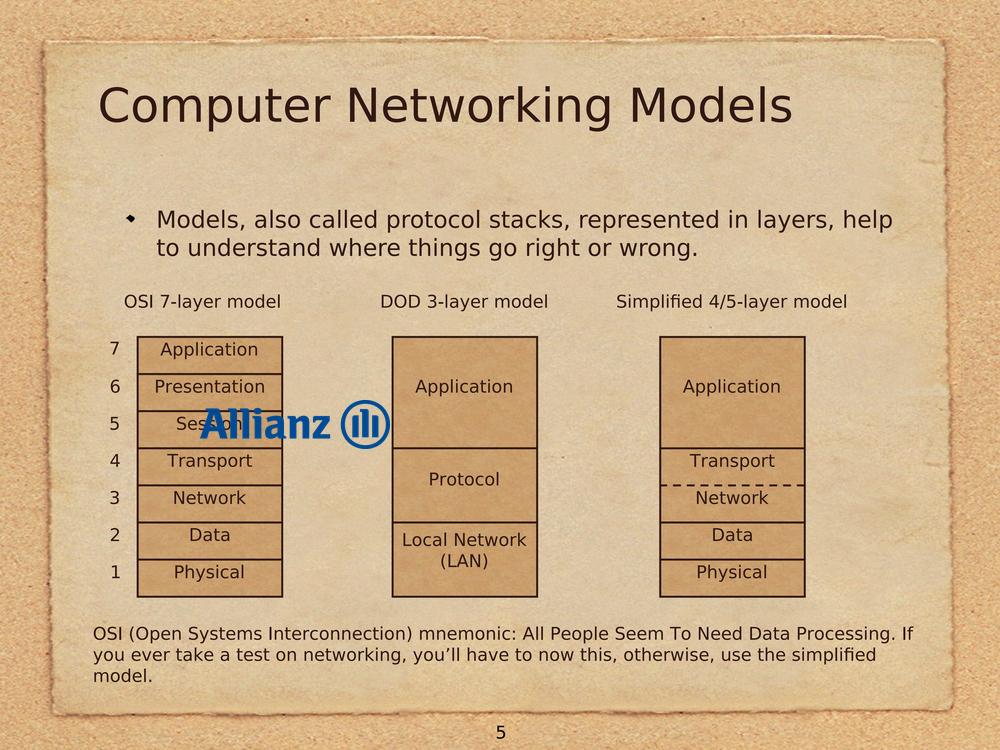 Computer Networking Models
Models, also called protocol stacks, represented in layers, help
to understand where things go right or wrong.
OSI 7-layer model
DOD 3-layer model
Simplified 4/5-layer model
7 Application
6 Presentation
5 Session
4 Transport
3 Network
2 Data
1 Physical
Allianz
Application
Protocol
Local Network
(LAN)
Application
Transport
Network
Data
Physical
OSI (Open Systems Interconnection) mnemonic: All People Seem To Need Data Processing. If
you ever take a test on networking, you’ll have to now this, otherwise, use the simplified
model.
5